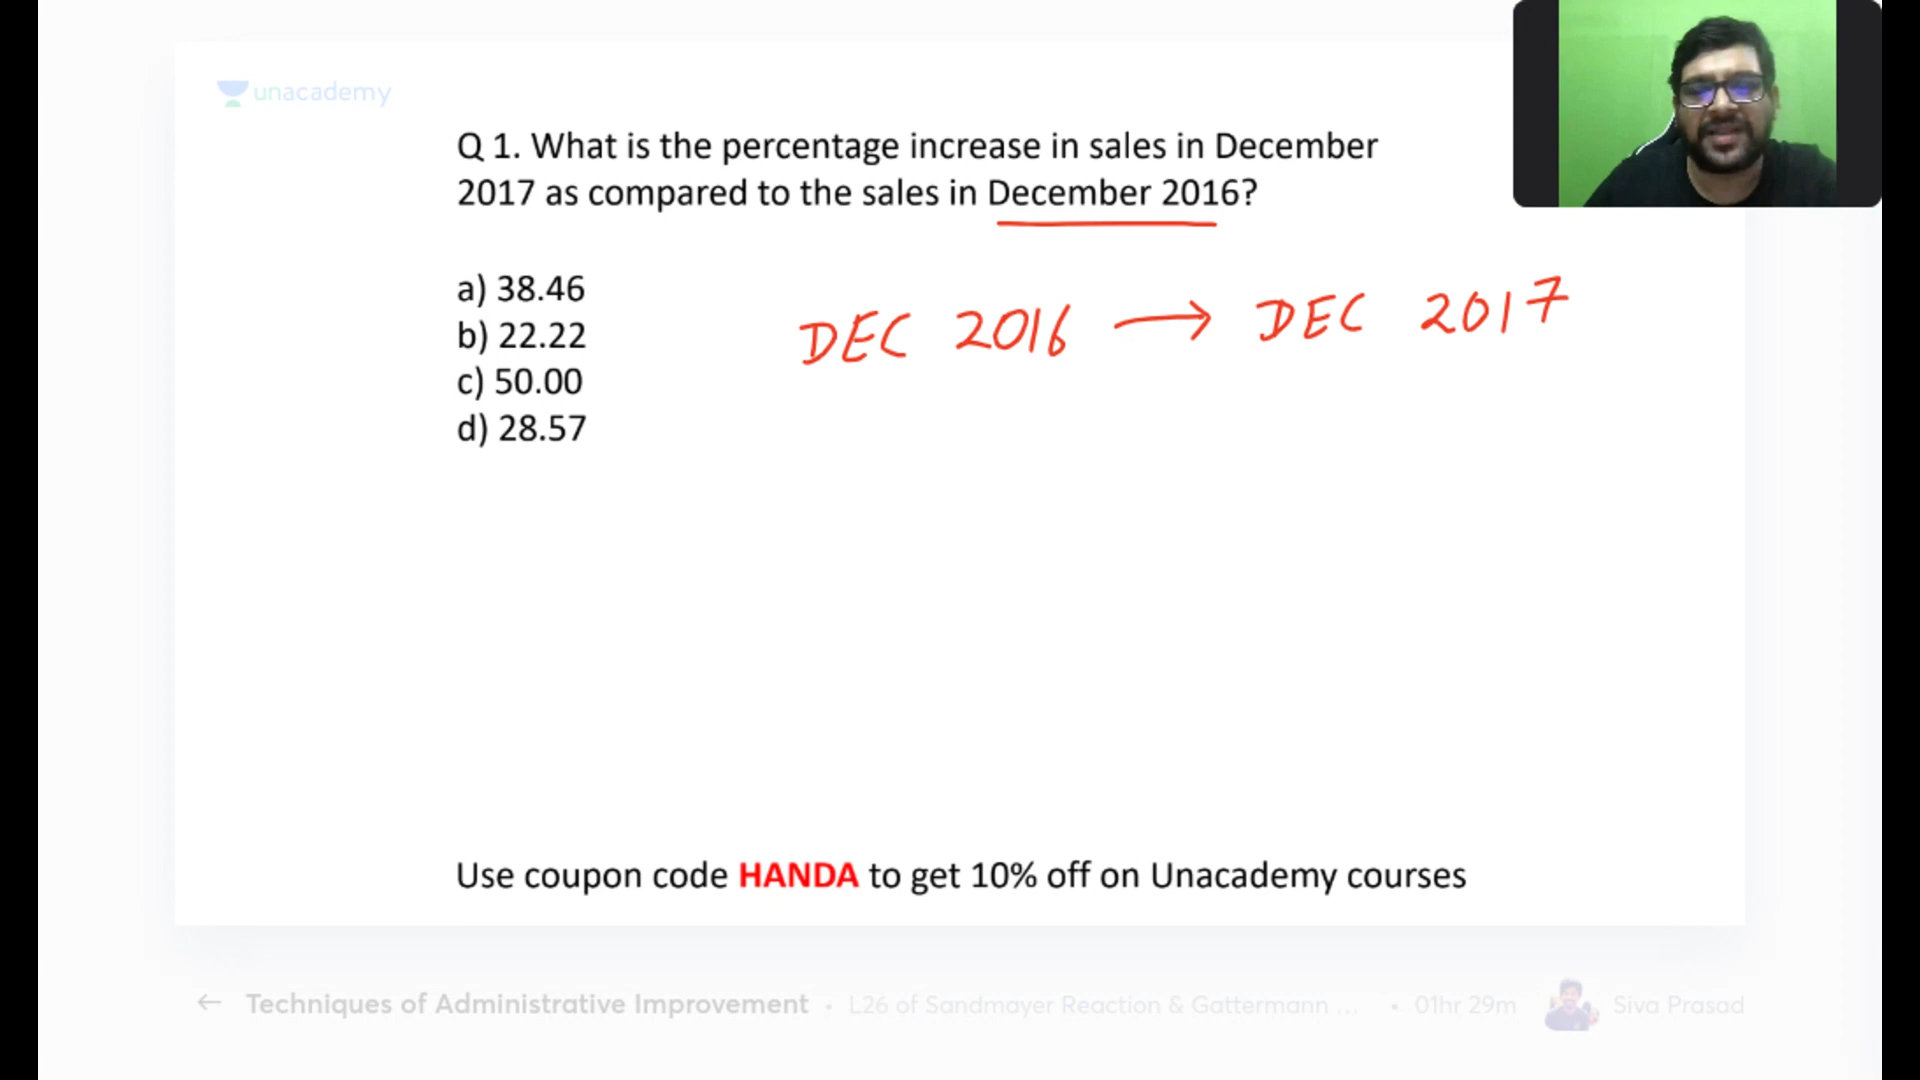 unacademy
Q 1. What is the percentage increase in sales in December
2017 as compared to the sales in December 2016?
a) 38.46
b) 22.22
c) 50.00
d) 28.57
DEC 2016 → DEC 2017
Use coupon code HANDA to get 10% off on Unacademy courses
← Techniques of Administrative Improvement • L26 of Sandmayer Reaction & Gattermann ... • 01hr 29m Siva Prasad